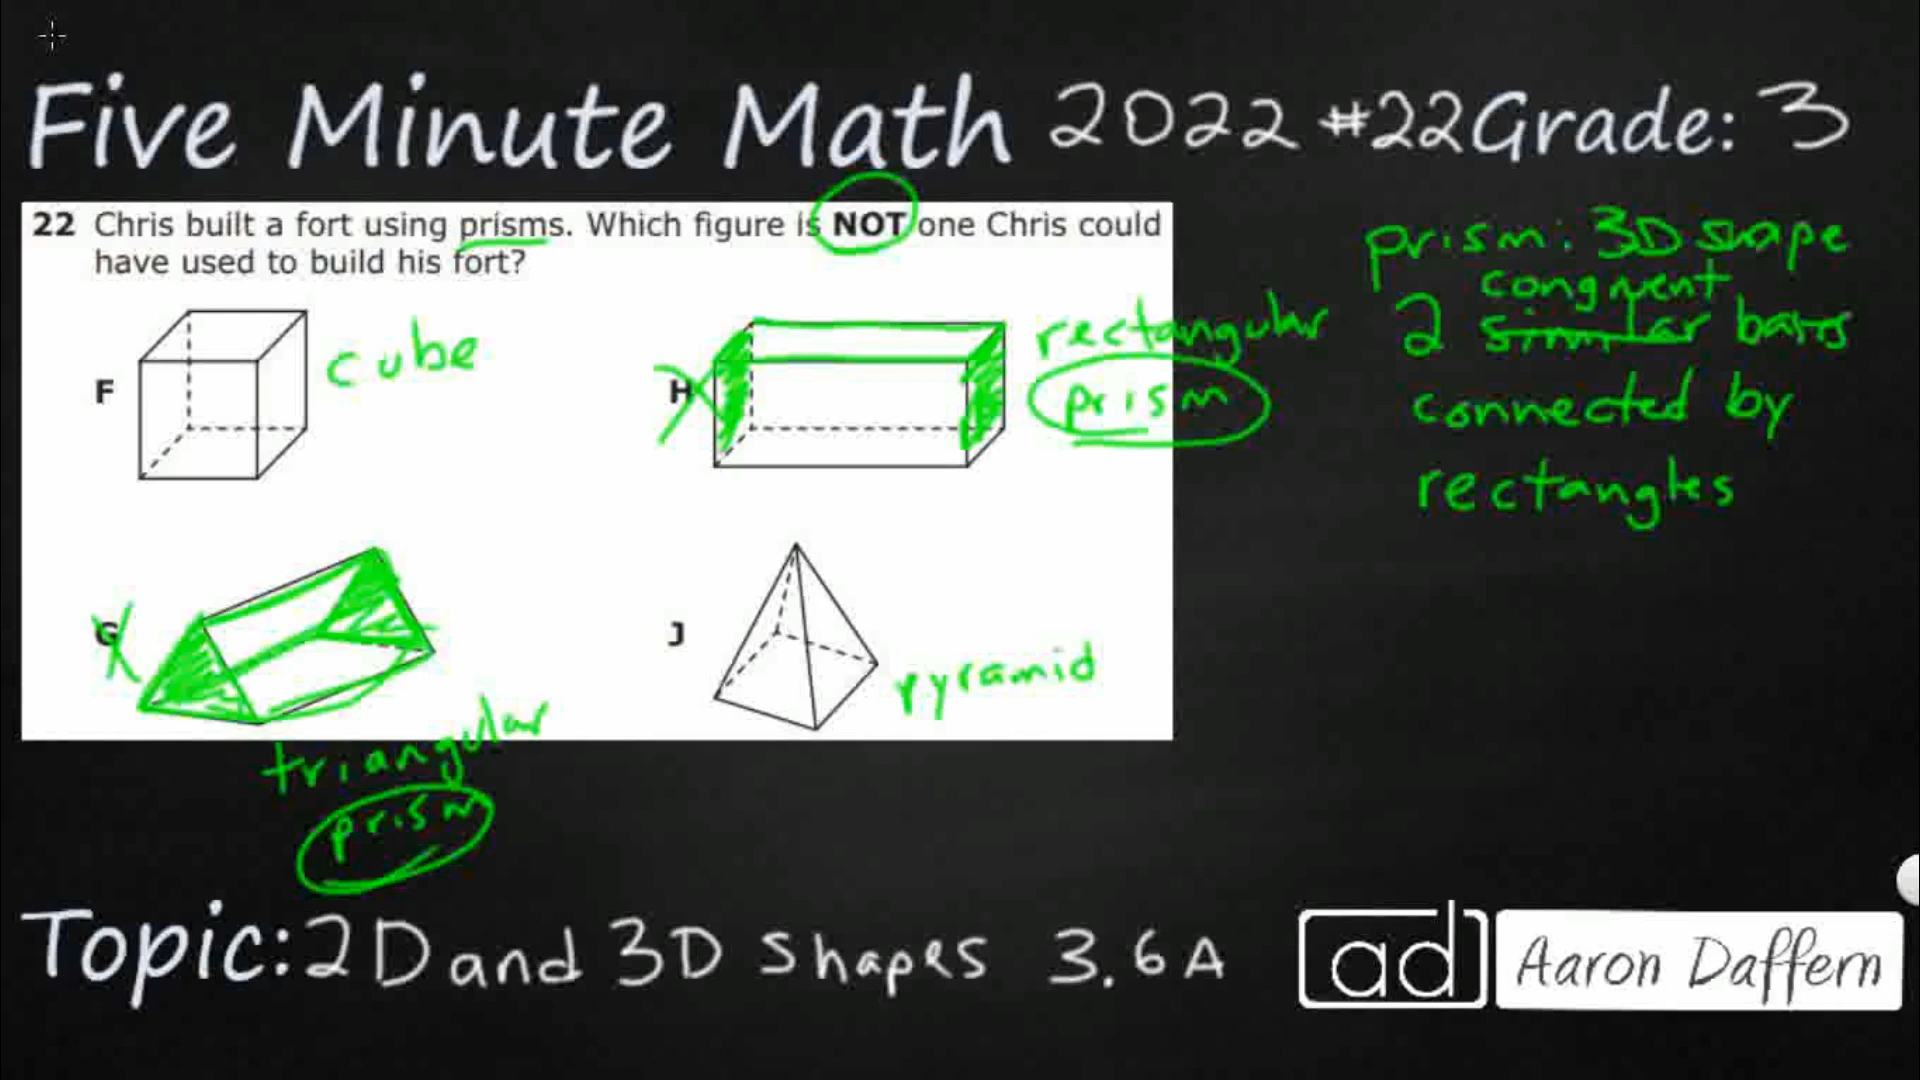 Five Minute Math 2022 #22 Grade: 3
22 Chris built a fort using prisms. Which figure is NOT one Chris could
have used to build his fort?
F
cube
H
rectangular
prism
G
triangular
prism
J
pyramid
prism: 3D shape
congruent
2 similar bases
connected by
rectangles
Topic: 2D and 3D Shapes 3.6A
ad Aaron Daffern